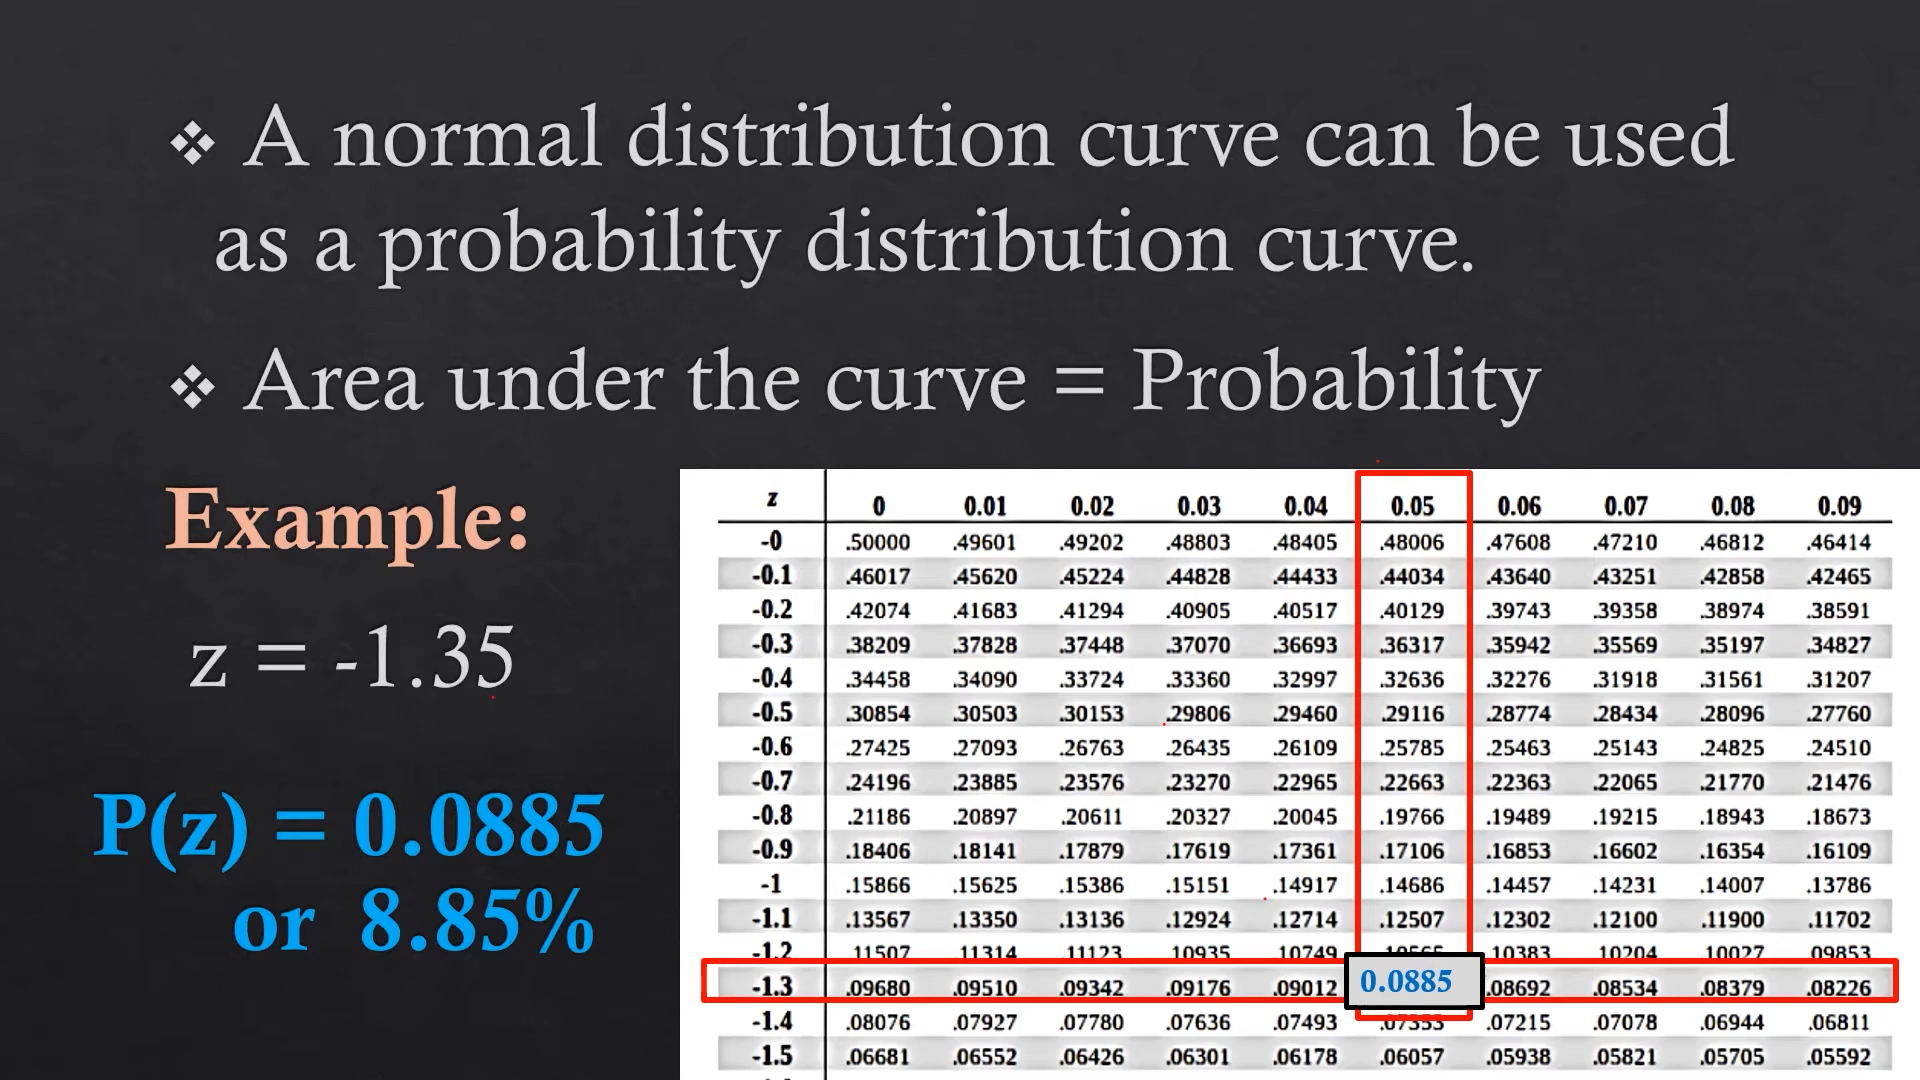 ❖ A normal distribution curve can be used
as a probability distribution curve.
❖ Area under the curve = Probability
Example:
z = -1.35
P(z) = 0.0885
or 8.85%
z 0 0.01 0.02 0.03 0.04 0.05 0.06 0.07 0.08 0.09
-0 .50000 .49601 .49202 .48803 .48405 .48006 .47608 .47210 .46812 .46414
-0.1 .46017 .45620 .45224 .44828 .44433 .44034 .43640 .43251 .42858 .42465
-0.2 .42074 .41683 .41294 .40905 .40517 .40129 .39743 .39358 .38974 .38591
-0.3 .38209 .37828 .37448 .37070 .36693 .36317 .35942 .35569 .35197 .34827
-0.4 .34458 .34090 .33724 .33360 .32997 .32636 .32276 .31918 .31561 .31207
-0.5 .30854 .30503 .30153 .29806 .29460 .29116 .28774 .28434 .28096 .27760
-0.6 .27425 .27093 .26763 .26435 .26109 .25785 .25463 .25143 .24825 .24510
-0.7 .24196 .23885 .23576 .23270 .22965 .22663 .22363 .22065 .21770 .21476
-0.8 .21186 .20897 .20611 .20327 .20045 .19766 .19489 .19215 .18943 .18673
-0.9 .18406 .18141 .17879 .17619 .17361 .17106 .16853 .16602 .16354 .16109
-1 .15866 .15625 .15386 .15151 .14917 .14686 .14457 .14231 .14007 .13786
-1.1 .13567 .13350 .13136 .12924 .12714 .12507 .12302 .12100 .11900 .11702
-1.2 .11507 .11314 .11123 .10935 .10749 .10565 .10383 .10204 .10027 .09853
-1.3 .09680 .09510 .09342 .09176 .09012 0.0885 .08692 .08534 .08379 .08226
-1.4 .08076 .07927 .07780 .07636 .07493 .07353 .07215 .07078 .06944 .06811
-1.5 .06681 .06552 .06426 .06301 .06178 .06057 .05938 .05821 .05705 .05592